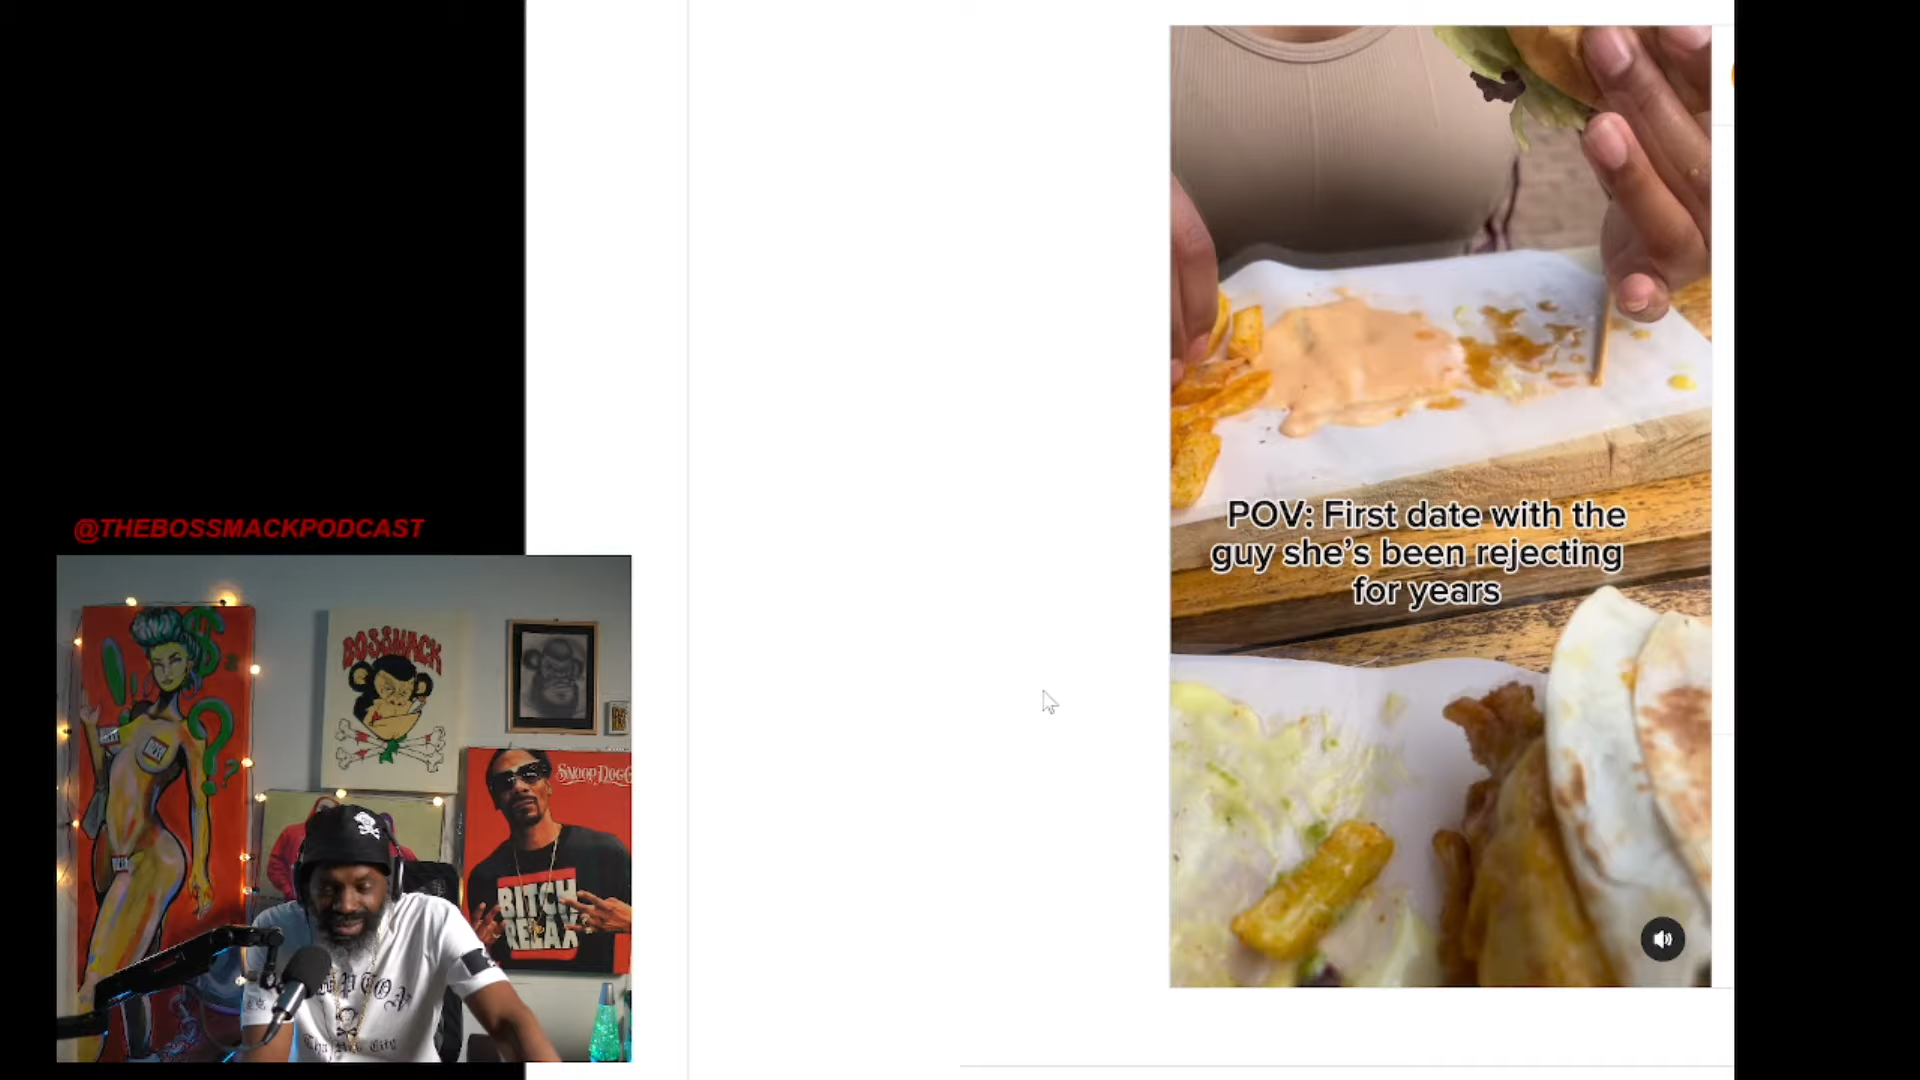 @THEBOSSMACKPODCAST
BOSSMACK
SNOOP DOGG
BITCH
RELAX
POV: First date with the
guy she's been rejecting
for years